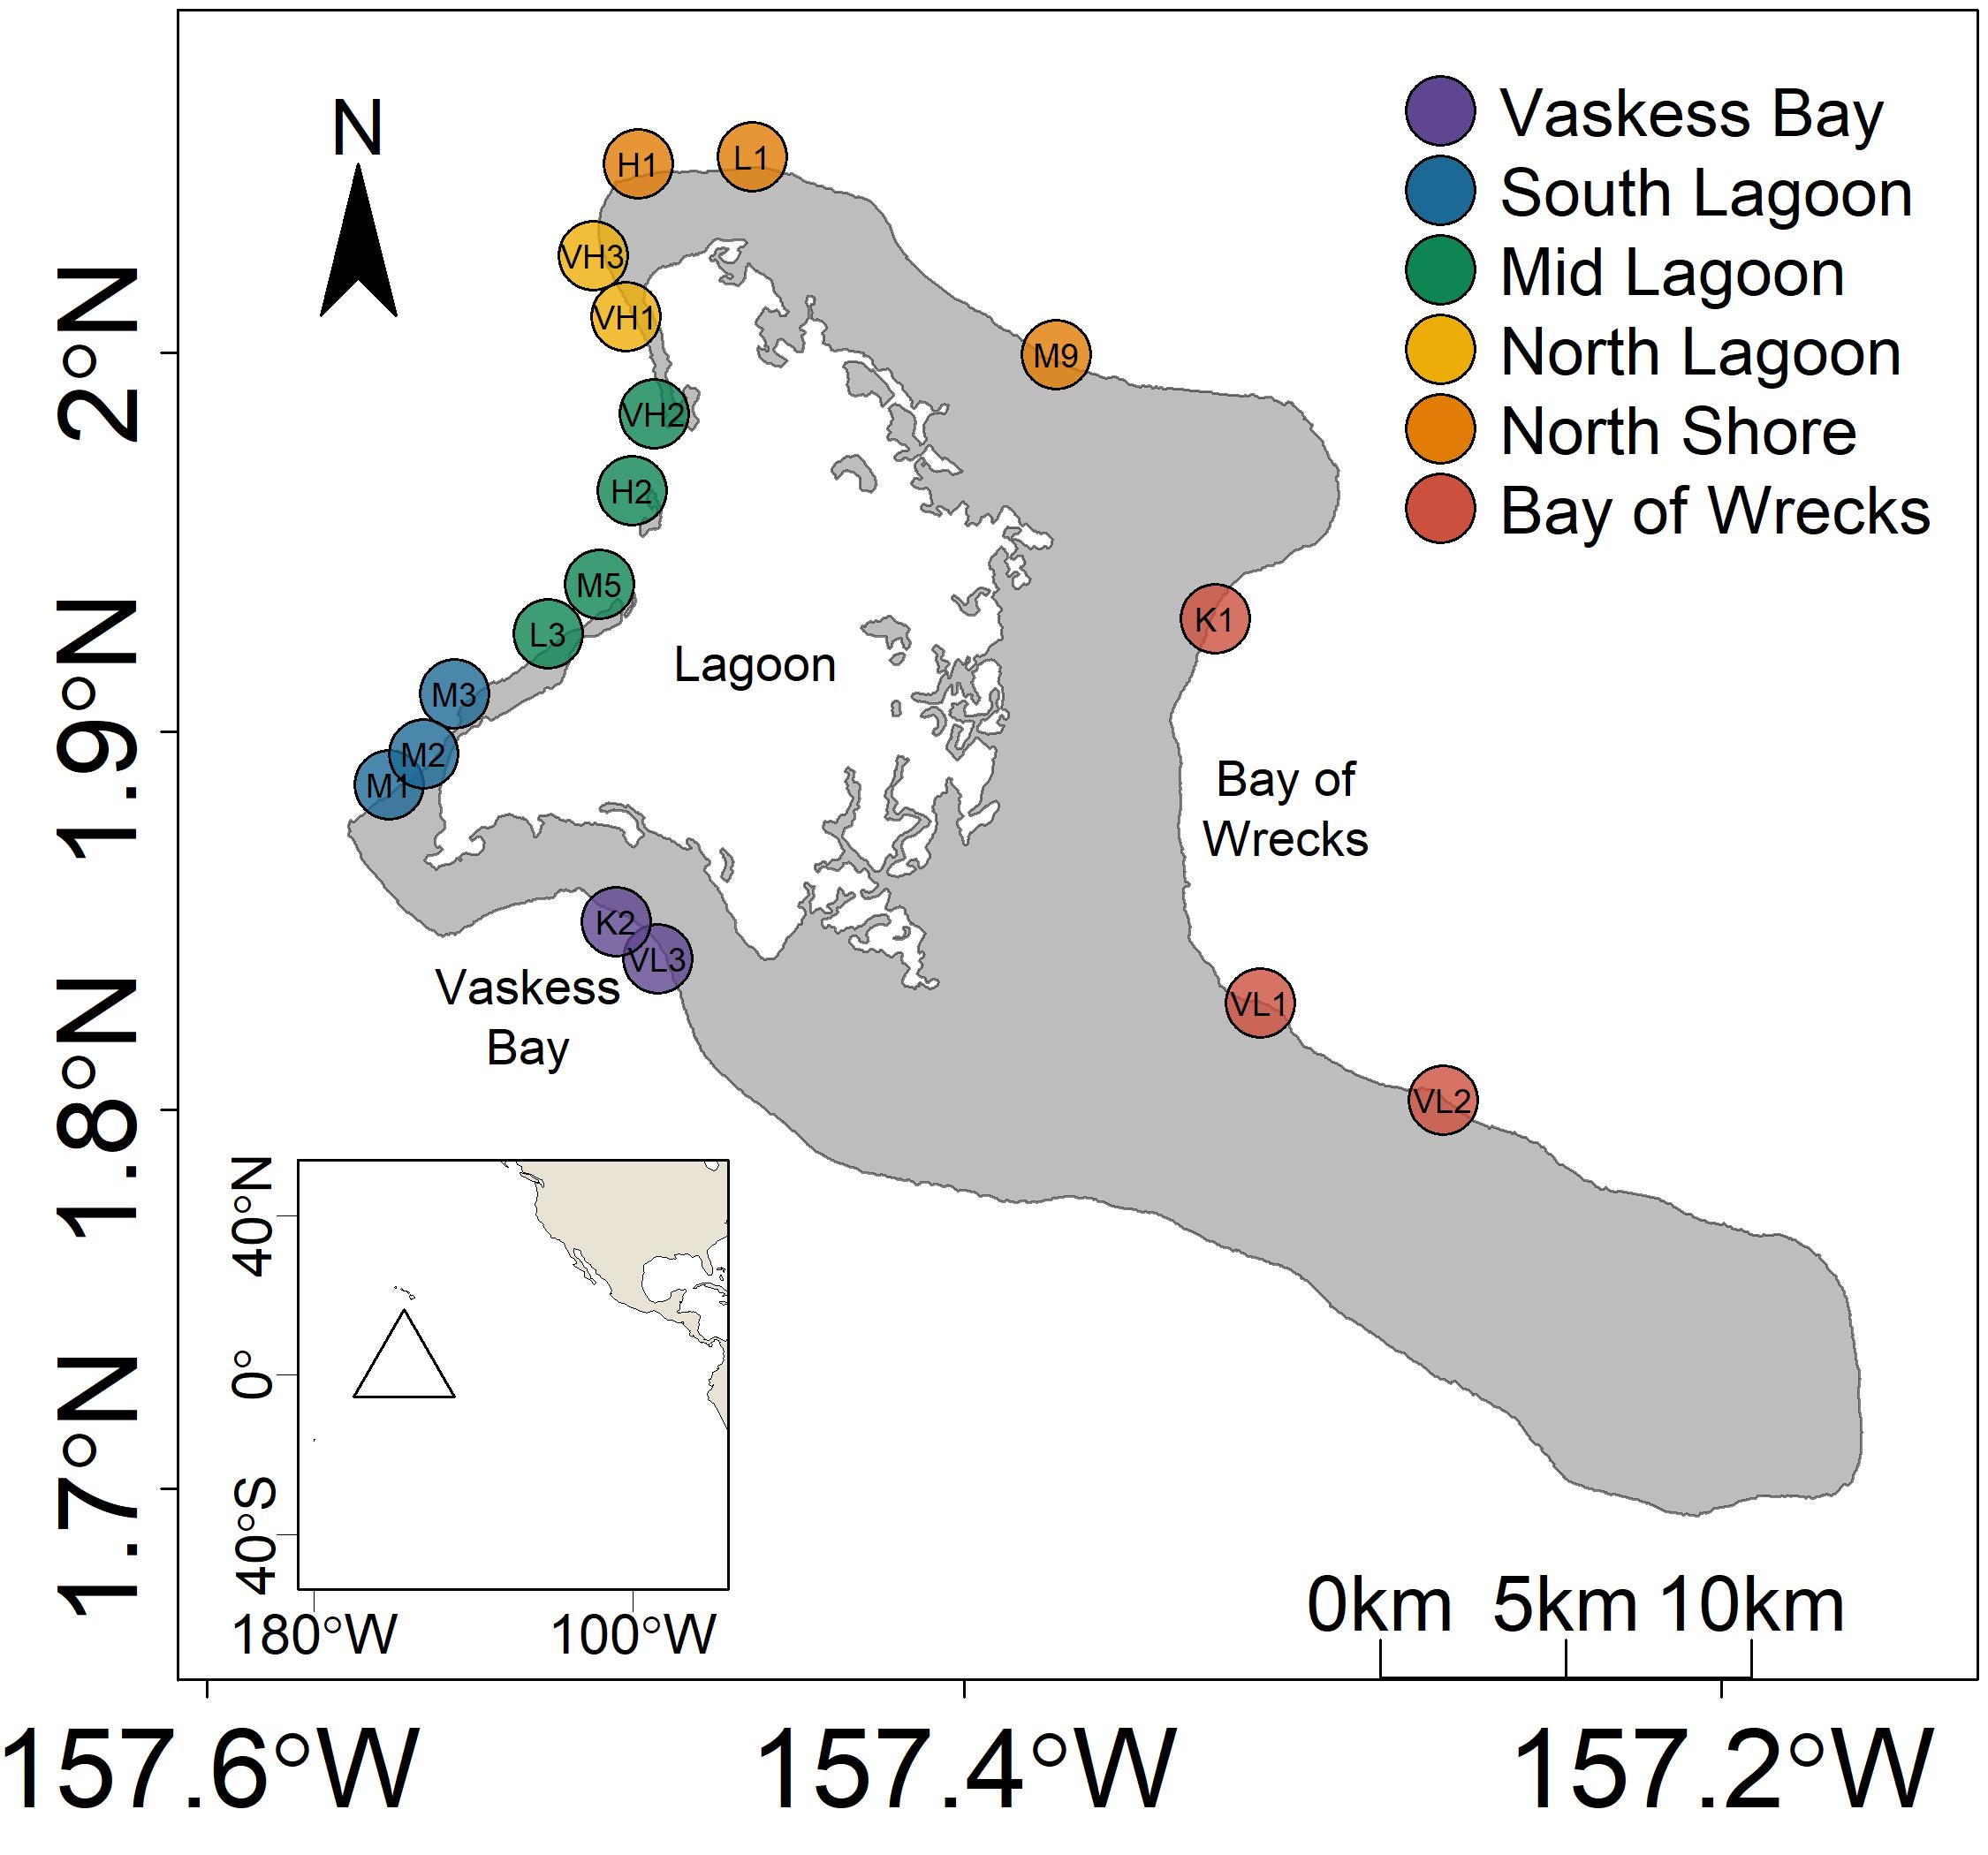 N
Vaskess Bay
South Lagoon
Mid Lagoon
North Lagoon
North Shore
Bay of Wrecks
H1
L1
VH3
VH1
M9
VH2
H2
M5
L3
K1
M3
M2
M1
Lagoon
Bay of
Wrecks
K2
VL3
Vaskess
Bay
VL1
VL2
2°N
1.9°N
1.8°N
1.7°N
40°N
0°
40°S
180°W 100°W
0km 5km 10km
157.6°W 157.4°W 157.2°W